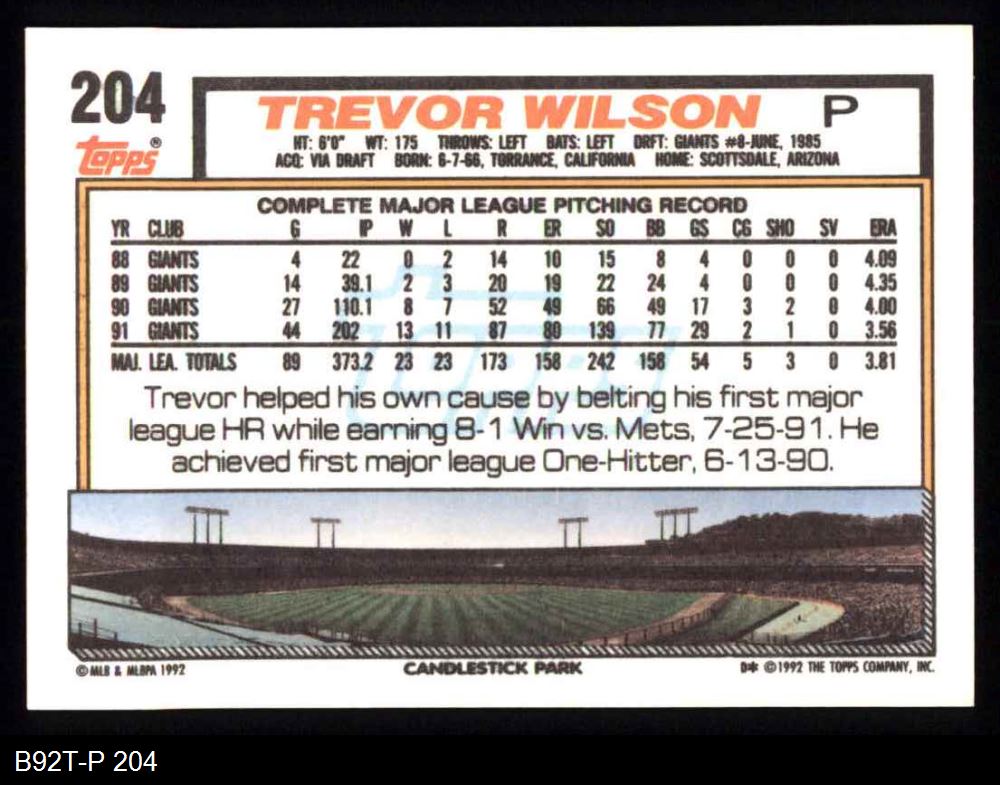 204
Topps®
TREVOR WILSON P
HT: 6'0" WT: 175 THROWS: LEFT BATS: LEFT DRFT: GIANTS #8-JUNE, 1985
ACQ: VIA DRAFT BORN: 6-7-66, TORRANCE, CALIFORNIA HOME: SCOTTSDALE, ARIZONA
COMPLETE MAJOR LEAGUE PITCHING RECORD
YR CLUB G IP W L R ER SO BB GS CG SHO SV ERA
88 GIANTS 4 22 0 2 14 10 15 8 4 0 0 0 4.09
89 GIANTS 14 39.1 2 3 20 19 22 24 4 0 0 0 4.35
90 GIANTS 27 110.1 8 7 52 49 66 49 17 3 2 0 4.00
91 GIANTS 44 202 13 11 87 80 139 77 29 2 1 0 3.56
MAJ. LEA. TOTALS 89 373.2 23 23 173 158 242 158 54 5 3 0 3.81
Trevor helped his own cause by belting his first major
league HR while earning 8-1 Win vs. Mets, 7-25-91. He
achieved first major league One-Hitter, 6-13-90.
© MLB & MLBPA 1992 CANDLESTICK PARK D* © 1992 THE TOPPS COMPANY, INC.
B92T-P 204